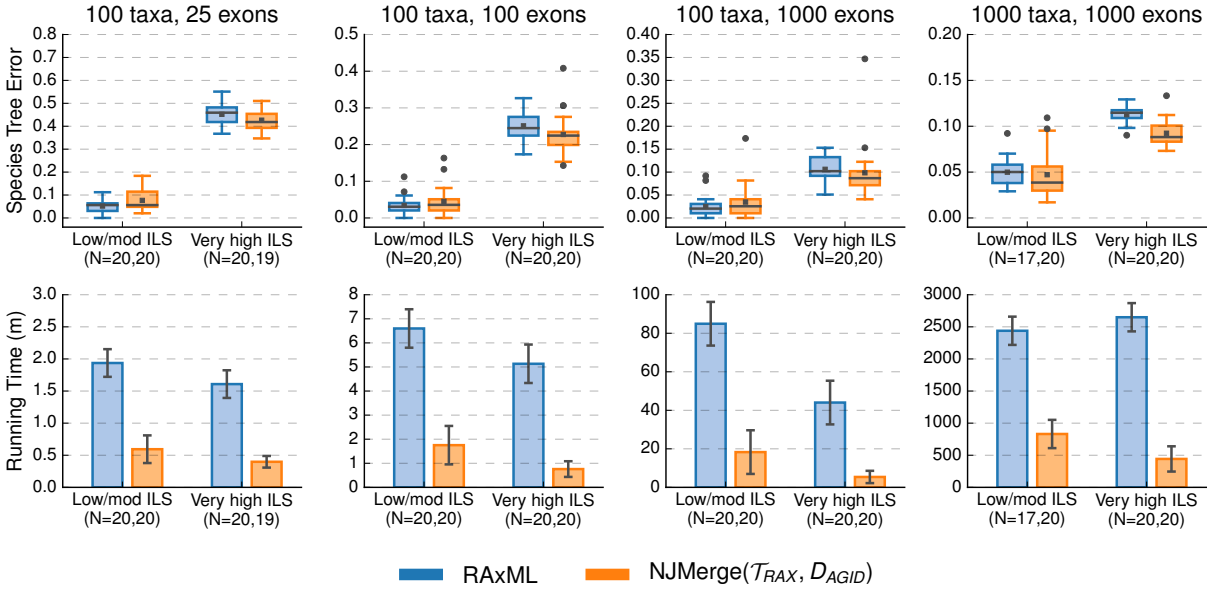 100 taxa, 25 exons
100 taxa, 100 exons
100 taxa, 1000 exons
1000 taxa, 1000 exons
Species Tree Error
0.8
0.7
0.6
0.5
0.4
0.3
0.2
0.1
0.0
Low/mod ILS
(N=20,20)
Very high ILS
(N=20,19)
0.5
0.4
0.3
0.2
0.1
0.0
Low/mod ILS
(N=20,20)
Very high ILS
(N=20,20)
0.40
0.35
0.30
0.25
0.20
0.15
0.10
0.05
0.00
Low/mod ILS
(N=20,20)
Very high ILS
(N=20,20)
0.20
0.15
0.10
0.05
0.00
Low/mod ILS
(N=17,20)
Very high ILS
(N=20,20)
Running Time (m)
3.0
2.5
2.0
1.5
1.0
0.5
0.0
Low/mod ILS
(N=20,20)
Very high ILS
(N=20,19)
8
7
6
5
4
3
2
1
0
Low/mod ILS
(N=20,20)
Very high ILS
(N=20,20)
100
80
60
40
20
0
Low/mod ILS
(N=20,20)
Very high ILS
(N=20,20)
3000
2500
2000
1500
1000
500
0
Low/mod ILS
(N=17,20)
Very high ILS
(N=20,20)
RAxML
NJMerge(𝒯RAX, DAGID)